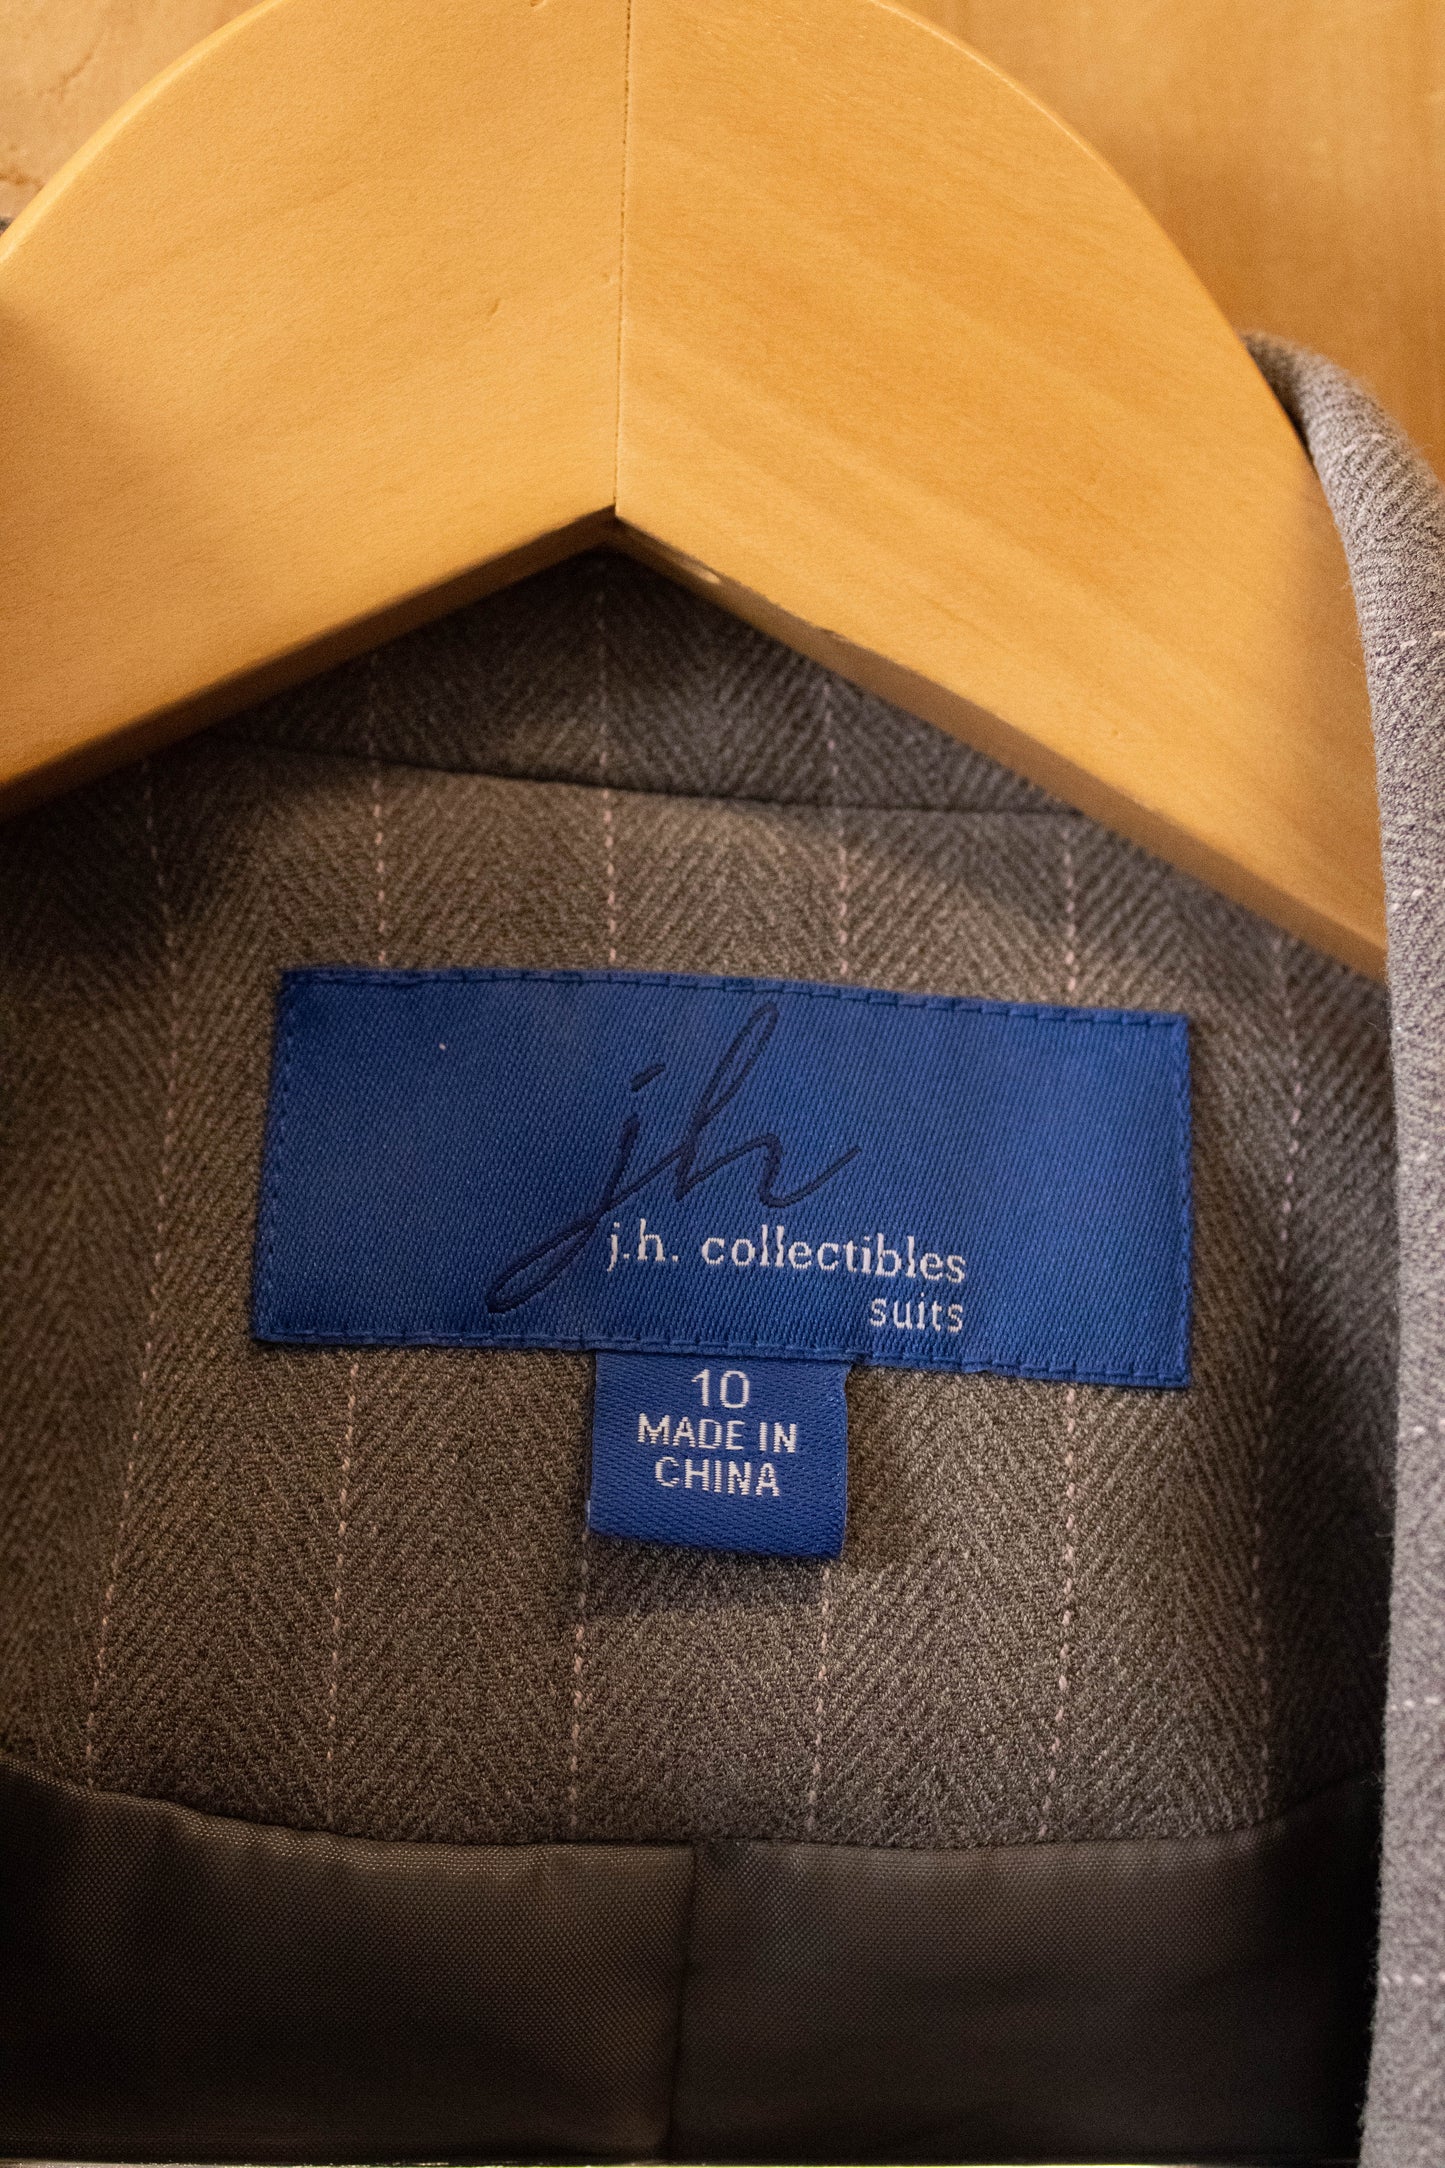 jh
j.h. collectibles
suits
10
MADE IN
CHINA